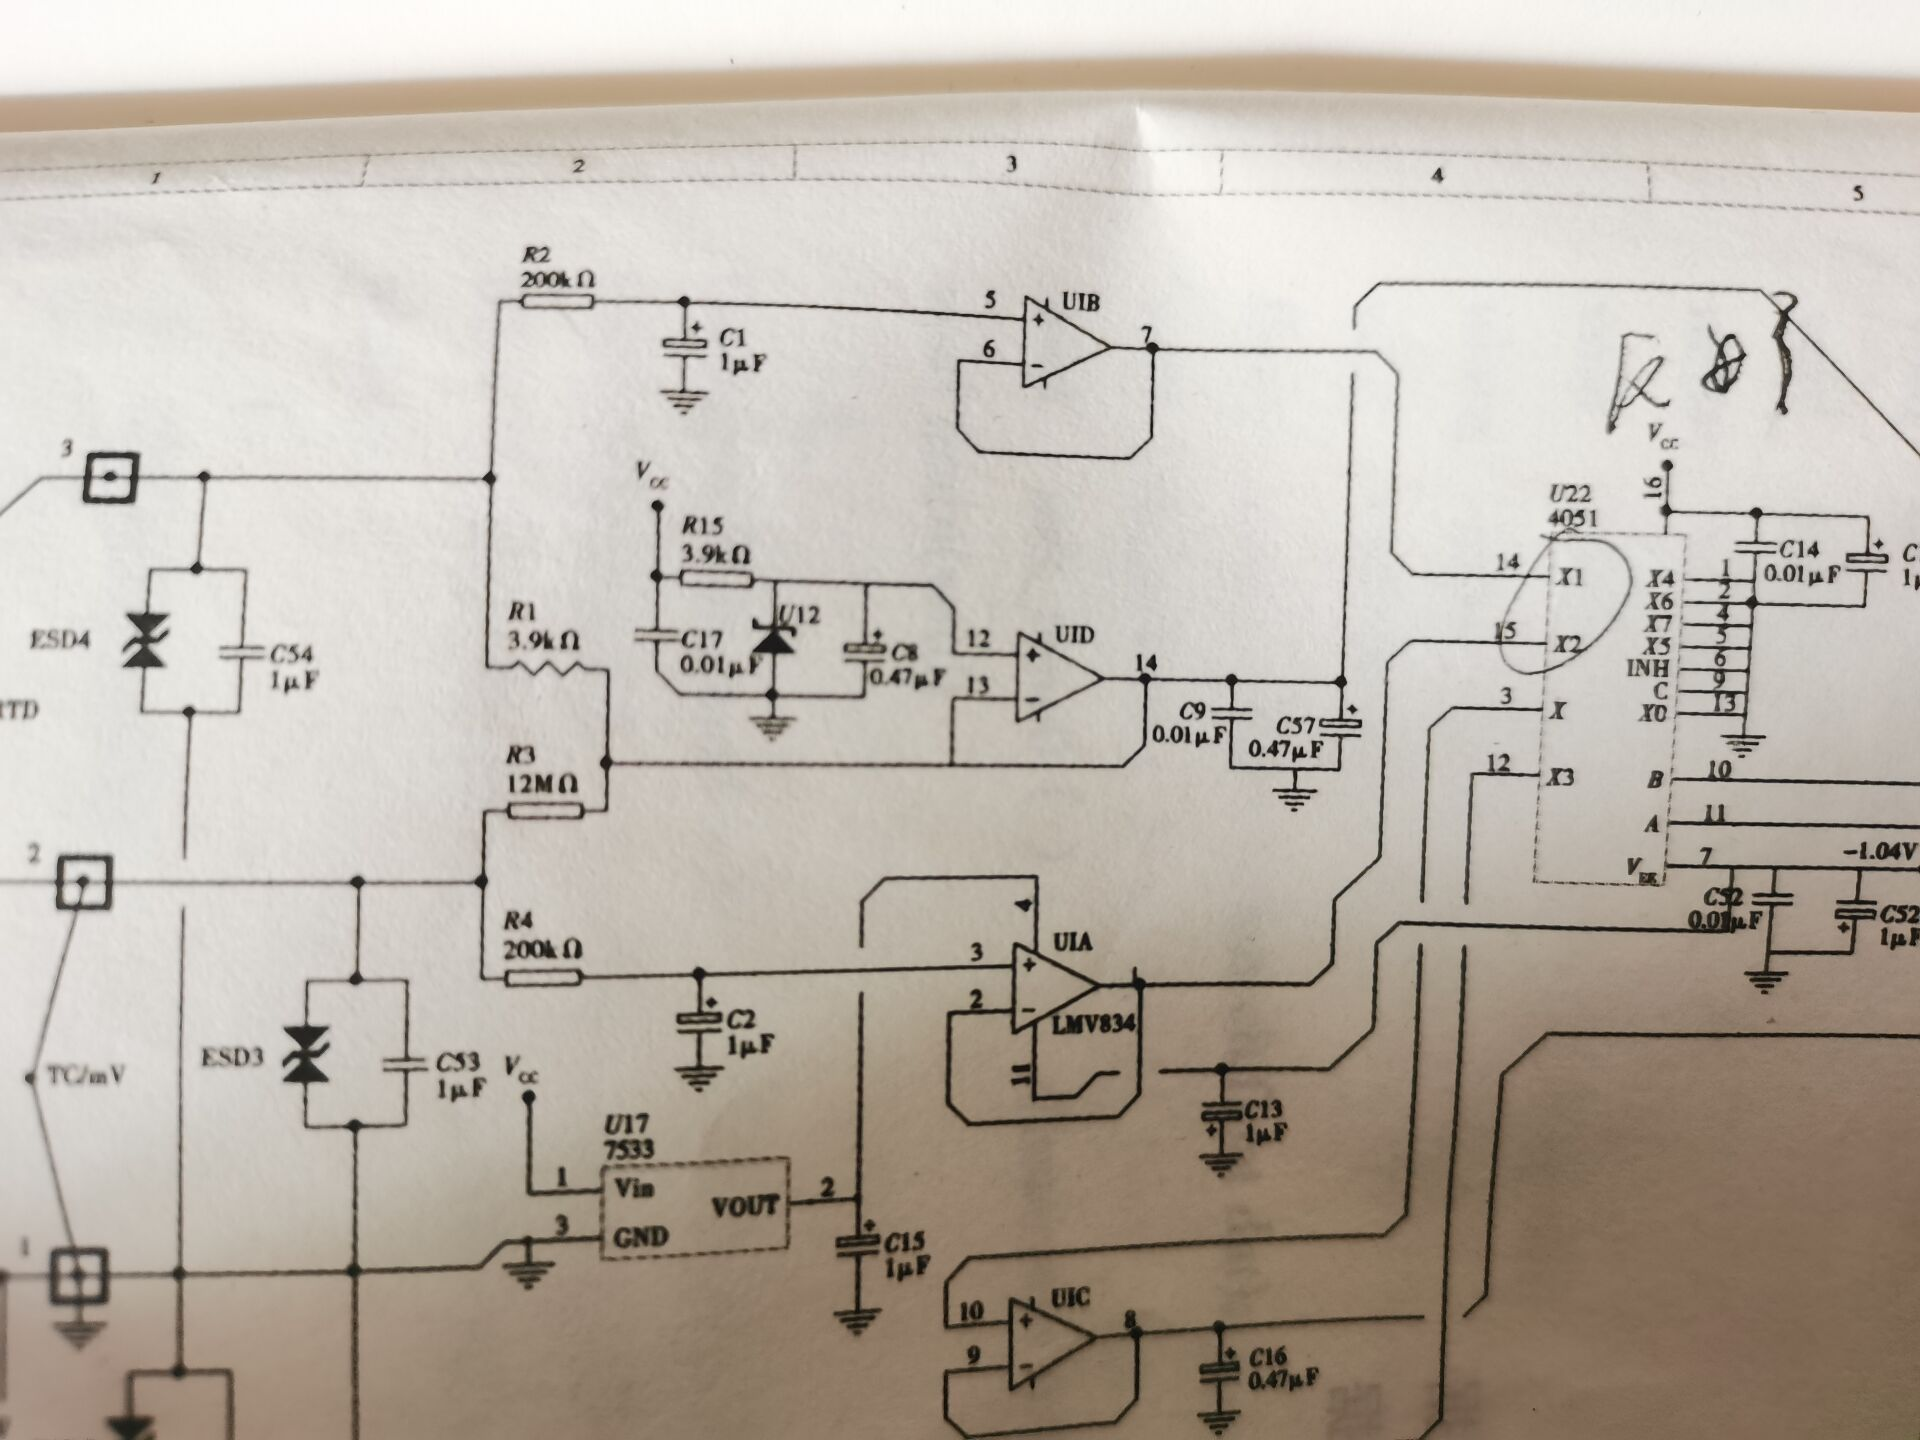 1 2 3 4 5
R2
200kΩ
5 UIB
+
6 7
−
C1
1μF
R 8
3
Vcc
Vcc
16
U22
4051
R15
3.9kΩ
C14
0.01μF
14 X1
X4 1
X6 2
X7 4
X5 5
INH 6
C 9
X0 13
15 X2
3 X
12 X3
B 10
A 11
VEE 7
−1.04V
R1
3.9kΩ
C17
0.01μF
U12
C8
0.47μF
12 UID
+
13 14
−
ESD4
C54
1μF
RTD
C9
0.01μF
C57
0.47μF
R3
12MΩ
2
C52
0.01μF
C52
1μF
4
R4
200kΩ
3 UIA
+
2
−
LMV834
11
C2
1μF
ESD3
C53
1μF
Vcc
TC/mV
C13
1μF
U17
7533
1 Vin
VOUT 2
3 GND
C15
1μF
1
10 UIC
+
9 8
−
C16
0.47μF